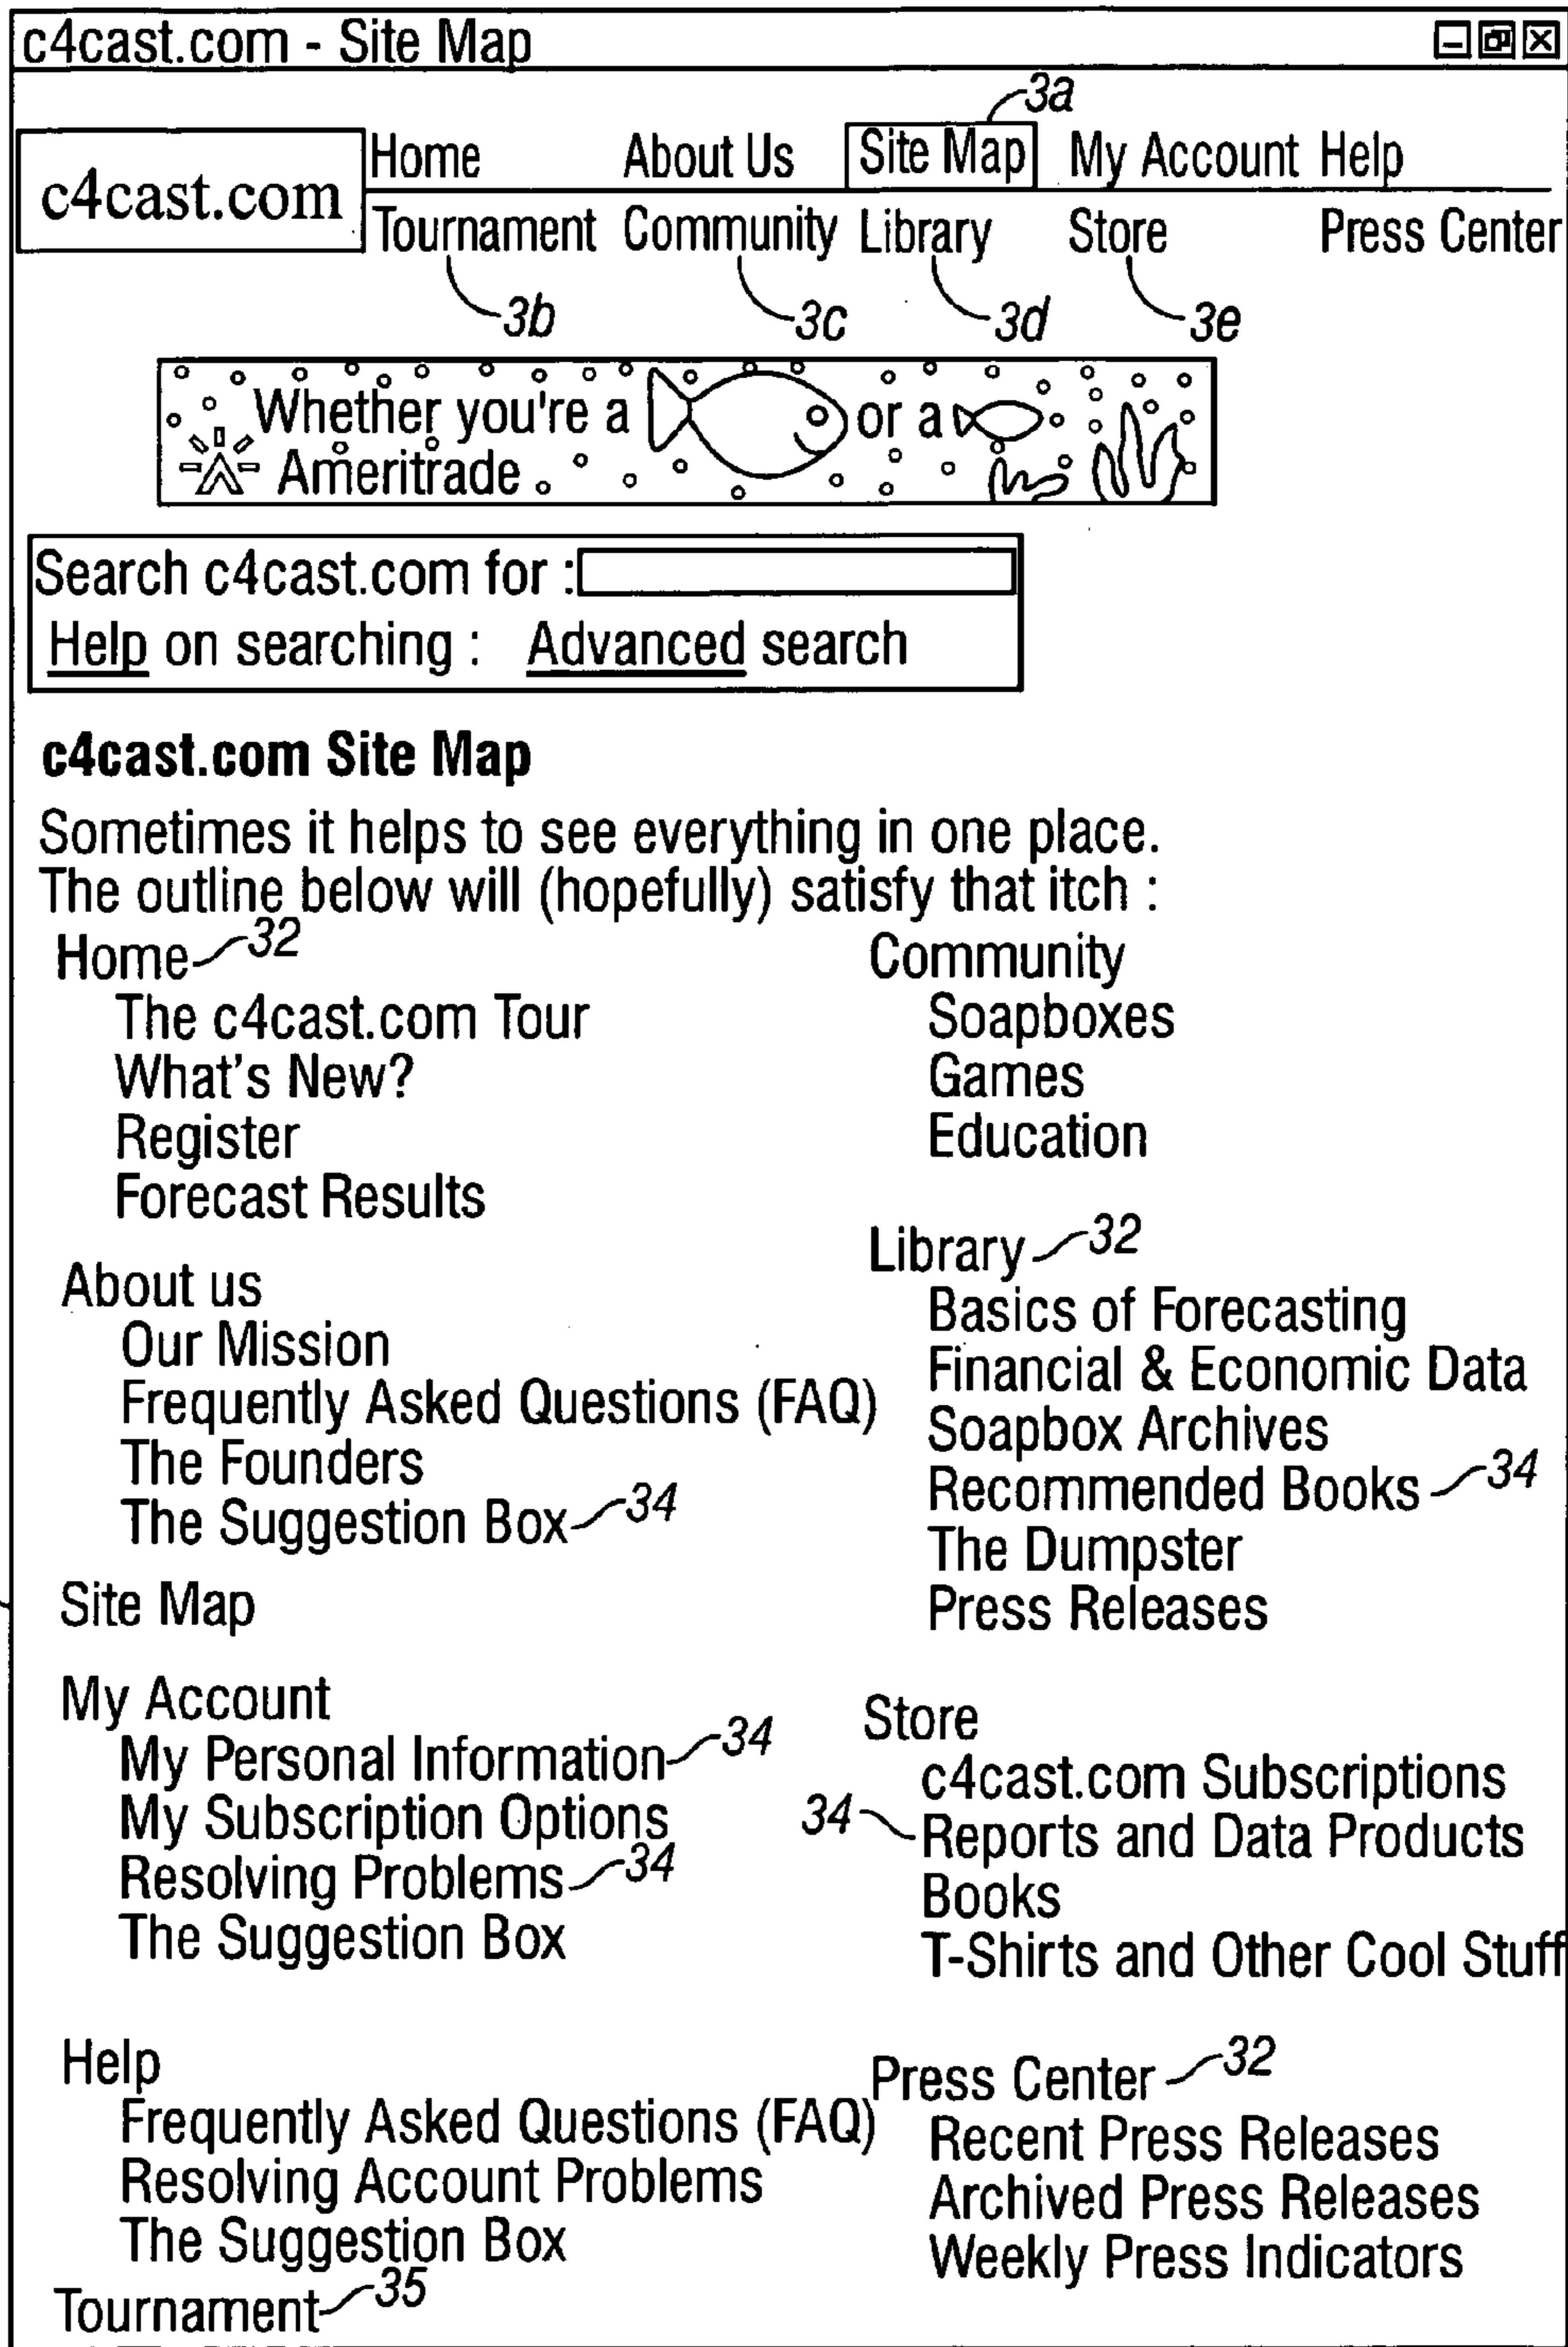 c4cast.com - Site Map
3a
c4cast.com
Home About Us Site Map My Account Help
Tournament Community Library Store Press Center
3b 3c 3d 3e
Whether you're a or a
Ameritrade
Search c4cast.com for :
Help on searching : Advanced search
c4cast.com Site Map
Sometimes it helps to see everything in one place.
The outline below will (hopefully) satisfy that itch :
Home 32
The c4cast.com Tour
What's New?
Register
Forecast Results
About us
Our Mission
Frequently Asked Questions (FAQ)
The Founders
The Suggestion Box 34
Site Map
My Account
My Personal Information 34
My Subscription Options
Resolving Problems 34
The Suggestion Box
Help
Frequently Asked Questions (FAQ)
Resolving Account Problems
The Suggestion Box
Tournament 35
Community
Soapboxes
Games
Education
Library 32
Basics of Forecasting
Financial & Economic Data
Soapbox Archives
Recommended Books 34
The Dumpster
Press Releases
Store
c4cast.com Subscriptions
34 Reports and Data Products
Books
T-Shirts and Other Cool Stuff
Press Center 32
Recent Press Releases
Archived Press Releases
Weekly Press Indicators